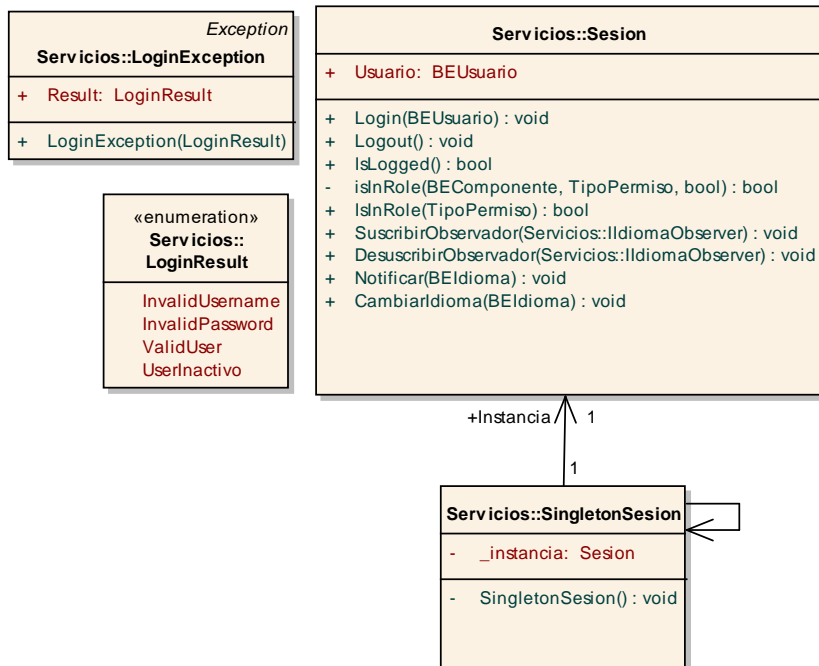 Exception
Servicios::LoginException
+ Result: LoginResult
+ LoginException(LoginResult)
«enumeration»
Servicios::
LoginResult
InvalidUsername
InvalidPassword
ValidUser
UserInactivo
Servicios::Sesion
+ Usuario: BEUsuario
+ Login(BEUsuario) : void
+ Logout() : void
+ IsLogged() : bool
- isInRole(BEComponente, TipoPermiso, bool) : bool
+ IsInRole(TipoPermiso) : bool
+ SuscribirObservador(Servicios::IIdiomaObserver) : void
+ DesuscribirObservador(Servicios::IIdiomaObserver) : void
+ Notificar(BEIdioma) : void
+ CambiarIdioma(BEIdioma) : void
+Instancia 1
1
Servicios::SingletonSesion
- _instancia: Sesion
- SingletonSesion() : void